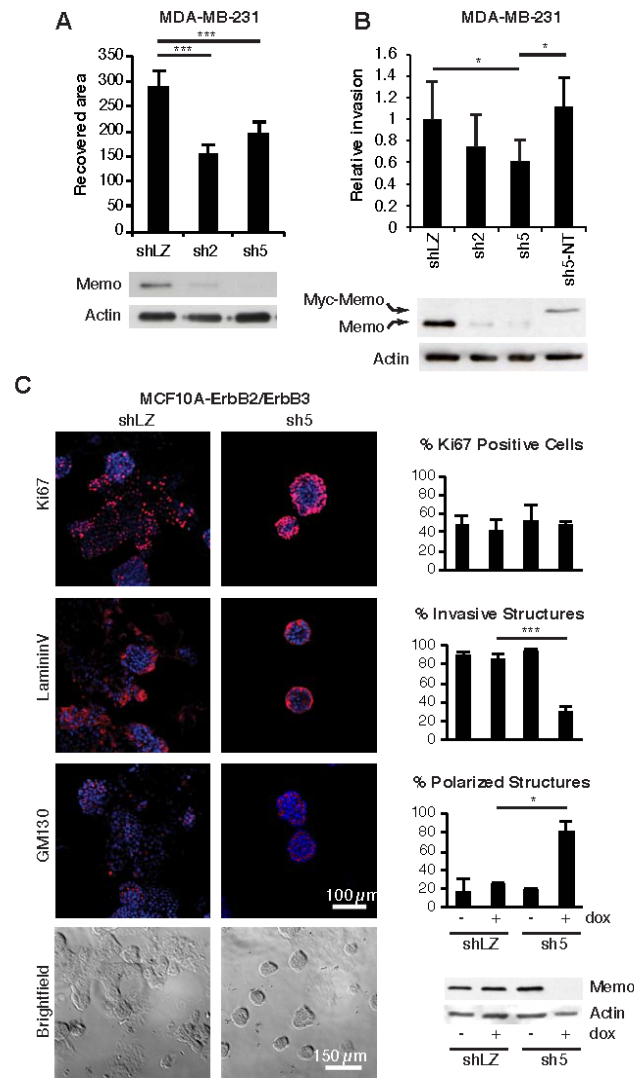 A
MDA-MB-231
***
***
Recovered area
350
300
250
200
150
100
50
0
shLZ sh2 sh5
Memo
Actin
B
MDA-MB-231
*
*
Relative invasion
1.6
1.4
1.2
1
0.8
0.6
0.4
0.2
0
shLZ
sh2
sh5
sh5-NT
Myc-Memo
Memo
Actin
C
MCF10A-ErbB2/ErbB3
shLZ sh5
Ki67
LamininV
GM130
100 µm
Brightfield
150 µm
% Ki67 Positive Cells
100
80
60
40
20
0
% Invasive Structures
***
100
80
60
40
20
0
% Polarized Structures
*
100
80
60
40
20
0
- + - + dox
shLZ sh5
Memo
Actin
- + - + dox
shLZ sh5